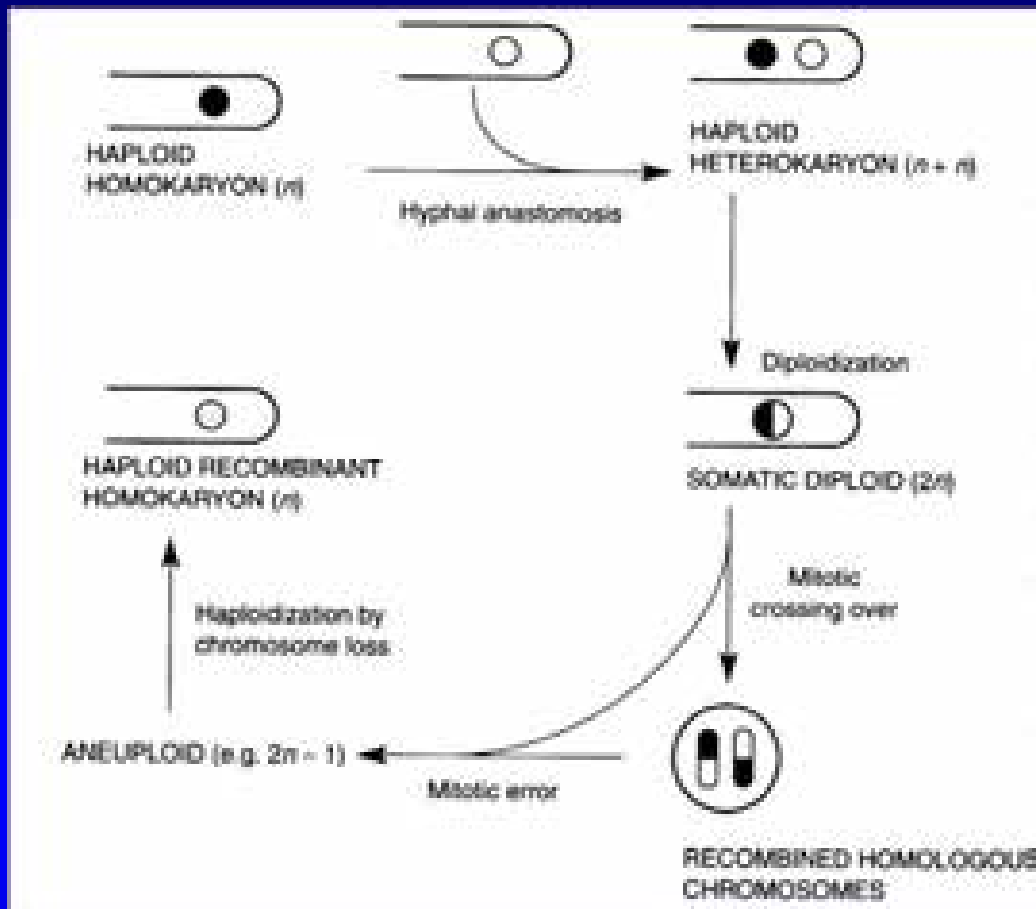 HAPLOID
HOMOKARYON (n)
Hyphal anastomosis
HAPLOID
HETEROKARYON (n + n)
Diploidization
HAPLOID RECOMBINANT
HOMOKARYON (n)
SOMATIC DIPLOID (2n)
Haploidization by
chromosome loss
Mitotic
crossing over
ANEUPLOID (e.g. 2n - 1)
Mitotic error
RECOMBINED HOMOLOGOUS
CHROMOSOMES